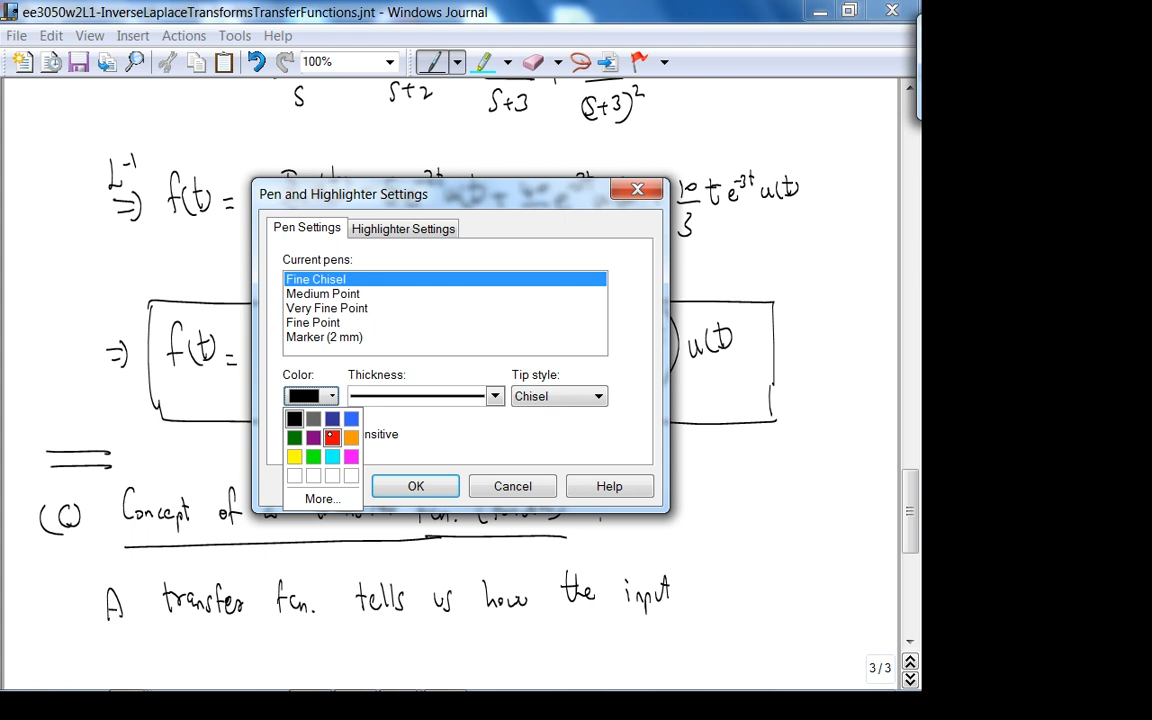 ee3050w2L1-InverseLaplaceTransformsTransferFunctions.jnt - Windows Journal
File Edit View Insert Actions Tools Help
100%
S S+2 S+3 (S+3)²
L⁻¹
⇒ f(t) = 10/3 t e⁻³ᵗ u(t)
Pen and Highlighter Settings
Pen Settings Highlighter Settings
Current pens:
Fine Chisel
Medium Point
Very Fine Point
Fine Point
Marker (2 mm)
⇒ f(t) = ) u(t)
Color: Thickness: Tip style:
Chisel
nsitive
OK Cancel Help
More...
Concept of fcn.
A transfer fcn. tells us how the input
3 / 3